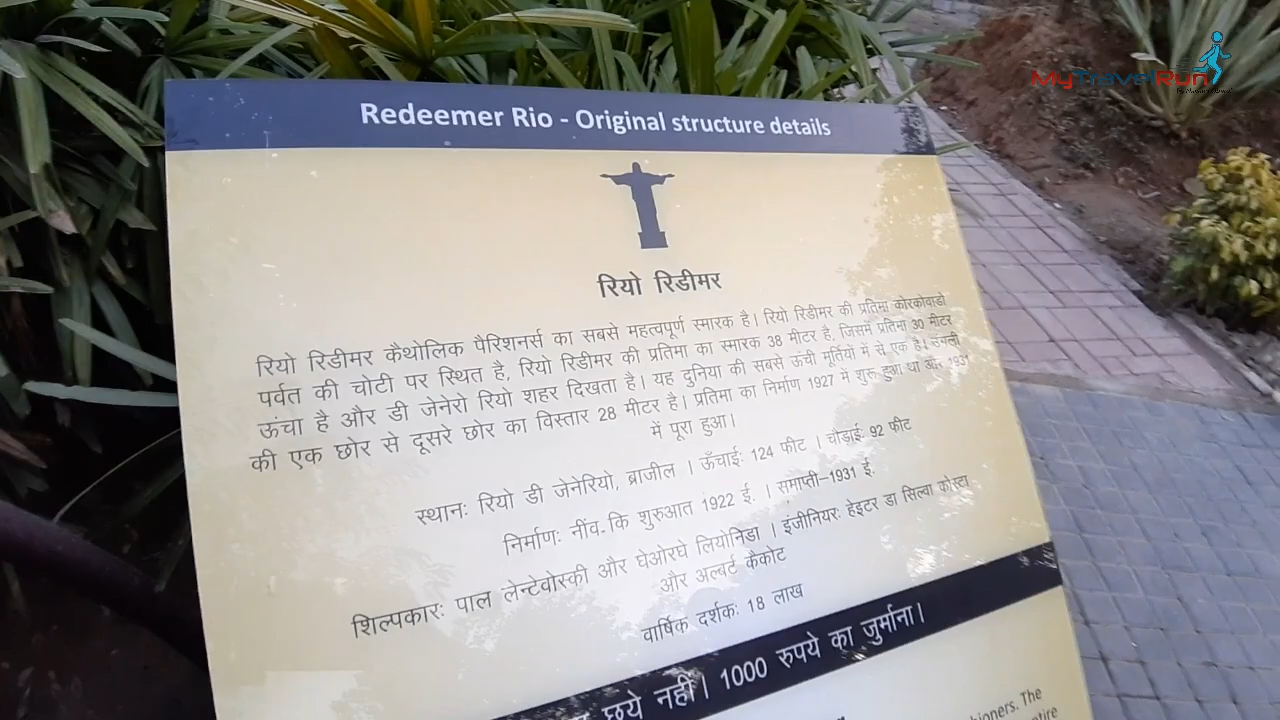 MyTravelRun
Redeemer Rio - Original structure details
रियो रिडीमर
रियो रिडीमर कैथोलिक पैरिशनर्स का सबसे महत्वपूर्ण स्मारक है। रियो रिडीमर की प्रतिमा कोरकोवाडो
पर्वत की चोटी पर स्थित है, रियो रिडीमर की प्रतिमा का स्मारक 38 मीटर है, जिसमें प्रतिमा 30 मीटर
ऊंचा है और डी जेनेरो रियो शहर दिखता है। यह दुनिया की सबसे ऊंची मूर्तियों में से एक है। उंगली
की एक छोर से दूसरे छोर का विस्तार 28 मीटर है। प्रतिमा का निर्माण 1927 में शुरू हुआ था और 1931
में पूरा हुआ।
स्थानः रियो डी जेनेरियो, ब्राजील । ऊँचाईः 124 फीट । चौड़ाईः 92 फीट
निर्माणः नींव कि शुरुआत 1922 ई. । समाप्ती–1931 ई.
शिल्पकारः पाल लेन्टेवोस्की और घेओरघे लियोनिडा । इंजीनियरः हेइटर डा सिल्वा कोस्टा
और अल्बर्ट कैकोट
वार्षिक दर्शकः 18 लाख
छुये नहीं। 1000 रुपये का जुर्माना।
The